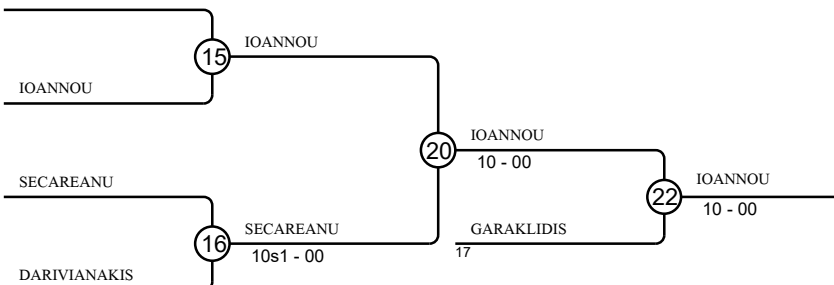 15 IOANNOU
IOANNOU
20 IOANNOU
10 - 00
22 IOANNOU
10 - 00
SECAREANU
16 SECAREANU
10s1 - 00
GARAKLIDIS
17
DARIVIANAKIS